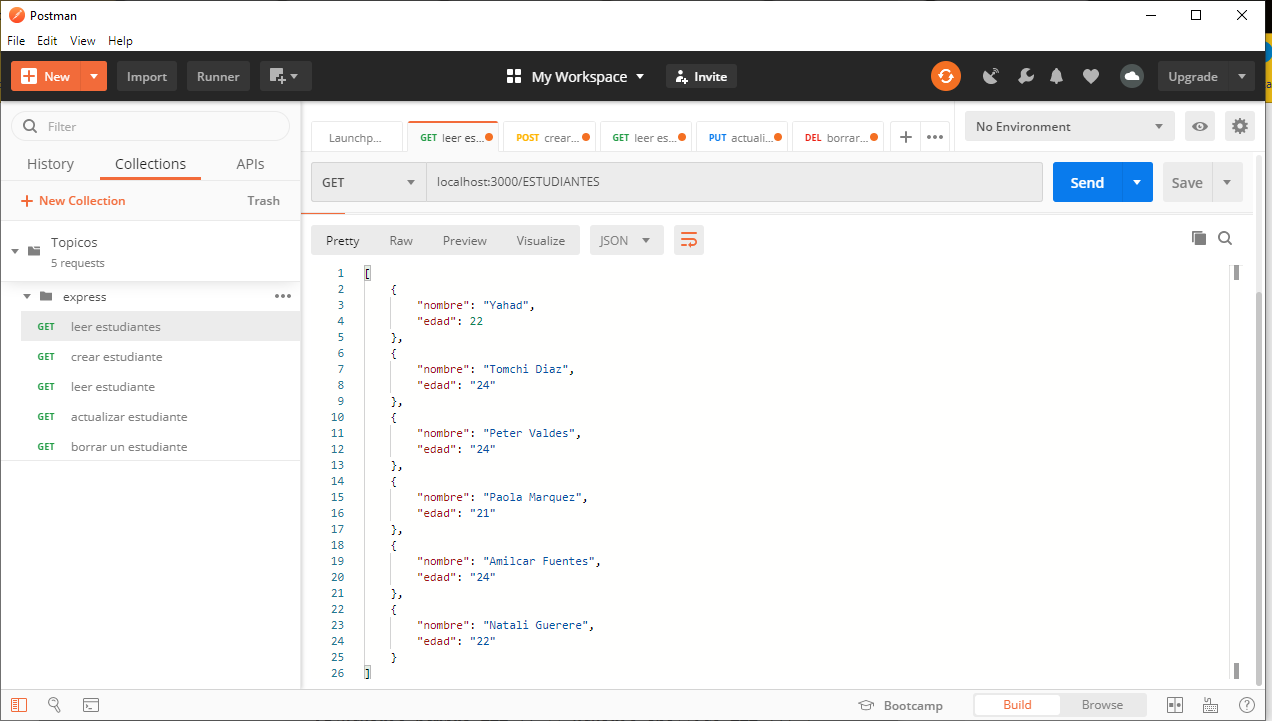 Postman
File Edit View Help
New Import Runner My Workspace Invite Upgrade
Filter
History Collections APIs
New Collection Trash
Topicos
5 requests
express
GET leer estudiantes
GET crear estudiante
GET leer estudiante
GET actualizar estudiante
GET borrar un estudiante
Launchp... GET leer es... POST crear... GET leer es... PUT actuali... DEL borrar... No Environment
GET localhost:3000/ESTUDIANTES Send Save
Pretty Raw Preview Visualize JSON
1 [
2 {
3 "nombre": "Yahad",
4 "edad": 22
5 },
6 {
7 "nombre": "Tomchi Diaz",
8 "edad": "24"
9 },
10 {
11 "nombre": "Peter Valdes",
12 "edad": "24"
13 },
14 {
15 "nombre": "Paola Marquez",
16 "edad": "21"
17 },
18 {
19 "nombre": "Amilcar Fuentes",
20 "edad": "24"
21 },
22 {
23 "nombre": "Natali Guerere",
24 "edad": "22"
25 }
26 ]
Bootcamp Build Browse